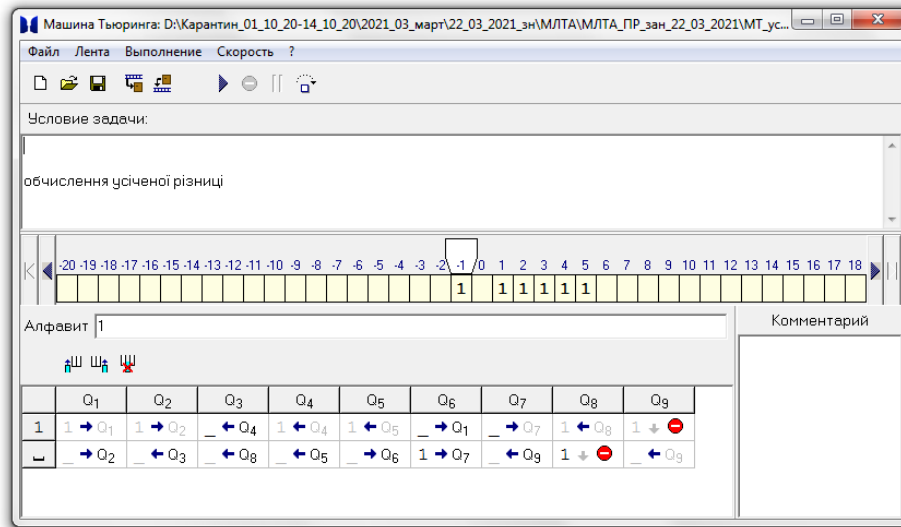 Машина Тьюринга: D:\Карантин_01_10_20-14_10_20\2021_03_март\22_03_2021_зн\МЛТА\МЛТА_ПР_зан_22_03_2021\МТ_ус...
Файл Лента Выполнение Скорость ?
Условие задачи:
обчислення усіченої різниці
-20 -19 -18 -17 -16 -15 -14 -13 -12 -11 -10 -9 -8 -7 -6 -5 -4 -3 -2 -1 0 1 2 3 4 5 6 7 8 9 10 11 12 13 14 15 16 17 18
1 1 1 1 1 1
Алфавит 1
Комментарий
Q1 Q2 Q3 Q4 Q5 Q6 Q7 Q8 Q9
1 1 → Q1 1 → Q2 _ ← Q4 1 ← Q4 1 ← Q5 _ → Q1 _ → Q7 1 ← Q8 1 ↓
_ → Q2 _ ← Q3 _ ← Q8 _ ← Q5 _ → Q6 1 → Q7 _ ← Q9 1 ↓ _ ← Q9